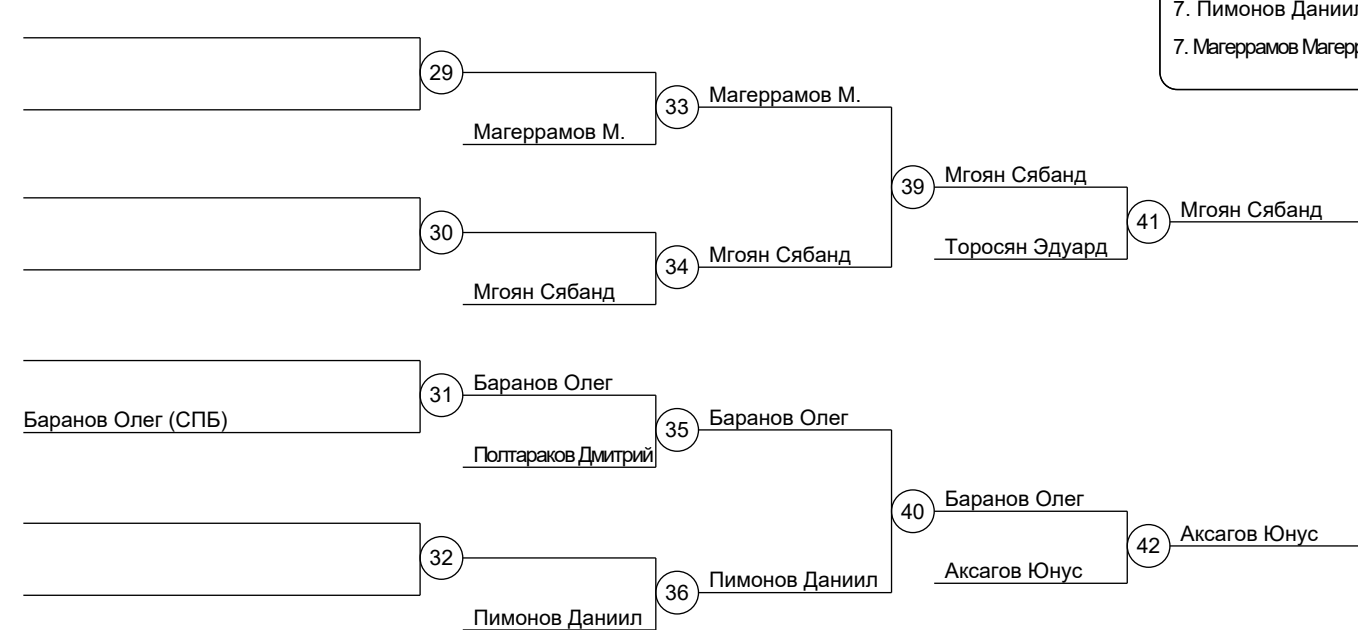 7. Пимонов Даниил
7. Магеррамов
29
Магеррамов М.
33
Магеррамов М.
39
Мгоян Сябанд
41
Мгоян Сябанд
30
Мгоян Сябанд
34
Мгоян Сябанд
Торосян Эдуард
31
Баранов Олег
Баранов Олег (СПБ)
35
Баранов Олег
Полтараков Дмитрий
40
Баранов Олег
42
Аксагов Юнус
32
Пимонов Даниил
36
Пимонов Даниил
Аксагов Юнус